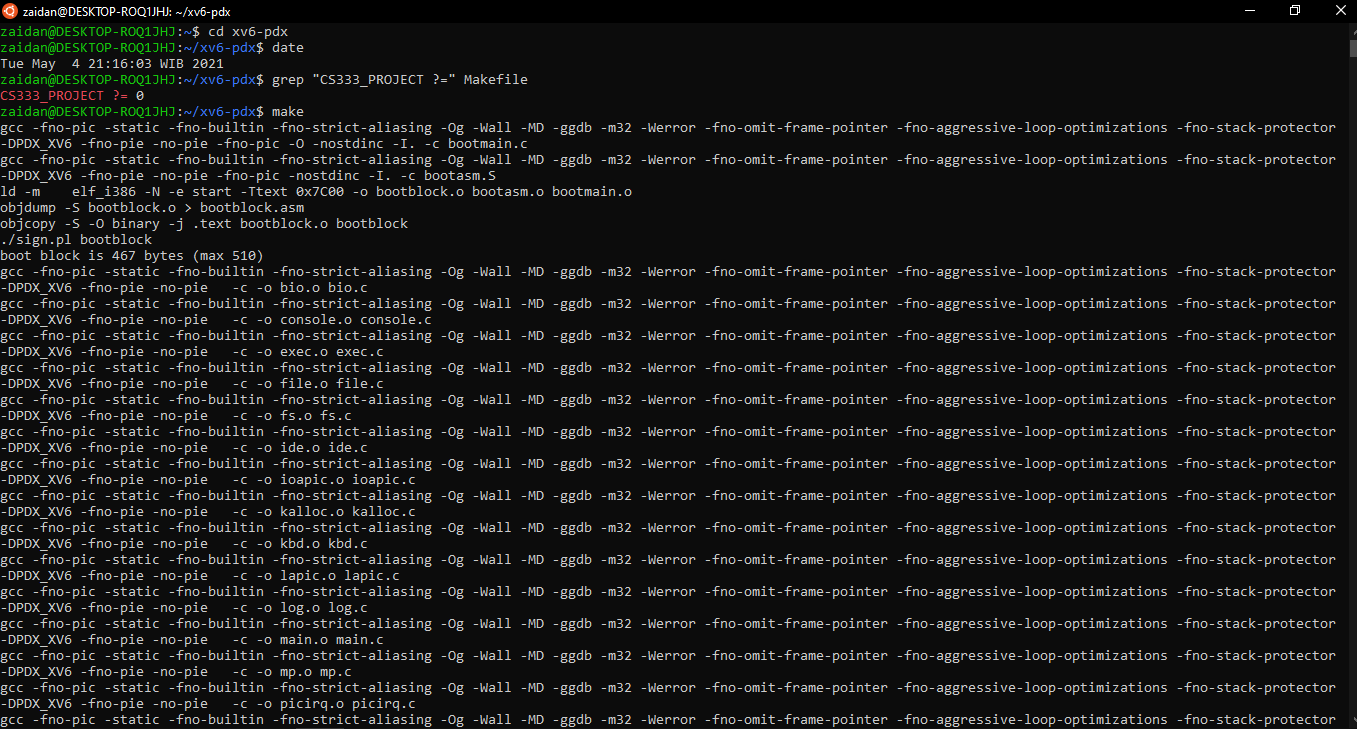 zaidan@DESKTOP-ROQ1JHJ: ~/xv6-pdx
zaidan@DESKTOP-ROQ1JHJ:~$ cd xv6-pdx
zaidan@DESKTOP-ROQ1JHJ:~/xv6-pdx$ date
Tue May  4 21:16:03 WIB 2021
zaidan@DESKTOP-ROQ1JHJ:~/xv6-pdx$ grep "CS333_PROJECT ?=" Makefile
CS333_PROJECT ?= 0
zaidan@DESKTOP-ROQ1JHJ:~/xv6-pdx$ make
gcc -fno-pic -static -fno-builtin -fno-strict-aliasing -Og -Wall -MD -ggdb -m32 -Werror -fno-omit-frame-pointer -fno-aggressive-loop-optimizations -fno-stack-protector
-DPDX_XV6 -fno-pie -no-pie -fno-pic -O -nostdinc -I. -c bootmain.c
gcc -fno-pic -static -fno-builtin -fno-strict-aliasing -Og -Wall -MD -ggdb -m32 -Werror -fno-omit-frame-pointer -fno-aggressive-loop-optimizations -fno-stack-protector
-DPDX_XV6 -fno-pie -no-pie -fno-pic -nostdinc -I. -c bootasm.S
ld -m    elf_i386 -N -e start -Ttext 0x7C00 -o bootblock.o bootasm.o bootmain.o
objdump -S bootblock.o > bootblock.asm
objcopy -S -O binary -j .text bootblock.o bootblock
./sign.pl bootblock
boot block is 467 bytes (max 510)
gcc -fno-pic -static -fno-builtin -fno-strict-aliasing -Og -Wall -MD -ggdb -m32 -Werror -fno-omit-frame-pointer -fno-aggressive-loop-optimizations -fno-stack-protector
-DPDX_XV6 -fno-pie -no-pie   -c -o bio.o bio.c
gcc -fno-pic -static -fno-builtin -fno-strict-aliasing -Og -Wall -MD -ggdb -m32 -Werror -fno-omit-frame-pointer -fno-aggressive-loop-optimizations -fno-stack-protector
-DPDX_XV6 -fno-pie -no-pie   -c -o console.o console.c
gcc -fno-pic -static -fno-builtin -fno-strict-aliasing -Og -Wall -MD -ggdb -m32 -Werror -fno-omit-frame-pointer -fno-aggressive-loop-optimizations -fno-stack-protector
-DPDX_XV6 -fno-pie -no-pie   -c -o exec.o exec.c
gcc -fno-pic -static -fno-builtin -fno-strict-aliasing -Og -Wall -MD -ggdb -m32 -Werror -fno-omit-frame-pointer -fno-aggressive-loop-optimizations -fno-stack-protector
-DPDX_XV6 -fno-pie -no-pie   -c -o file.o file.c
gcc -fno-pic -static -fno-builtin -fno-strict-aliasing -Og -Wall -MD -ggdb -m32 -Werror -fno-omit-frame-pointer -fno-aggressive-loop-optimizations -fno-stack-protector
-DPDX_XV6 -fno-pie -no-pie   -c -o fs.o fs.c
gcc -fno-pic -static -fno-builtin -fno-strict-aliasing -Og -Wall -MD -ggdb -m32 -Werror -fno-omit-frame-pointer -fno-aggressive-loop-optimizations -fno-stack-protector
-DPDX_XV6 -fno-pie -no-pie   -c -o ide.o ide.c
gcc -fno-pic -static -fno-builtin -fno-strict-aliasing -Og -Wall -MD -ggdb -m32 -Werror -fno-omit-frame-pointer -fno-aggressive-loop-optimizations -fno-stack-protector
-DPDX_XV6 -fno-pie -no-pie   -c -o ioapic.o ioapic.c
gcc -fno-pic -static -fno-builtin -fno-strict-aliasing -Og -Wall -MD -ggdb -m32 -Werror -fno-omit-frame-pointer -fno-aggressive-loop-optimizations -fno-stack-protector
-DPDX_XV6 -fno-pie -no-pie   -c -o kalloc.o kalloc.c
gcc -fno-pic -static -fno-builtin -fno-strict-aliasing -Og -Wall -MD -ggdb -m32 -Werror -fno-omit-frame-pointer -fno-aggressive-loop-optimizations -fno-stack-protector
-DPDX_XV6 -fno-pie -no-pie   -c -o kbd.o kbd.c
gcc -fno-pic -static -fno-builtin -fno-strict-aliasing -Og -Wall -MD -ggdb -m32 -Werror -fno-omit-frame-pointer -fno-aggressive-loop-optimizations -fno-stack-protector
-DPDX_XV6 -fno-pie -no-pie   -c -o lapic.o lapic.c
gcc -fno-pic -static -fno-builtin -fno-strict-aliasing -Og -Wall -MD -ggdb -m32 -Werror -fno-omit-frame-pointer -fno-aggressive-loop-optimizations -fno-stack-protector
-DPDX_XV6 -fno-pie -no-pie   -c -o log.o log.c
gcc -fno-pic -static -fno-builtin -fno-strict-aliasing -Og -Wall -MD -ggdb -m32 -Werror -fno-omit-frame-pointer -fno-aggressive-loop-optimizations -fno-stack-protector
-DPDX_XV6 -fno-pie -no-pie   -c -o main.o main.c
gcc -fno-pic -static -fno-builtin -fno-strict-aliasing -Og -Wall -MD -ggdb -m32 -Werror -fno-omit-frame-pointer -fno-aggressive-loop-optimizations -fno-stack-protector
-DPDX_XV6 -fno-pie -no-pie   -c -o mp.o mp.c
gcc -fno-pic -static -fno-builtin -fno-strict-aliasing -Og -Wall -MD -ggdb -m32 -Werror -fno-omit-frame-pointer -fno-aggressive-loop-optimizations -fno-stack-protector
-DPDX_XV6 -fno-pie -no-pie   -c -o picirq.o picirq.c
gcc -fno-pic -static -fno-builtin -fno-strict-aliasing -Og -Wall -MD -ggdb -m32 -Werror -fno-omit-frame-pointer -fno-aggressive-loop-optimizations -fno-stack-protector